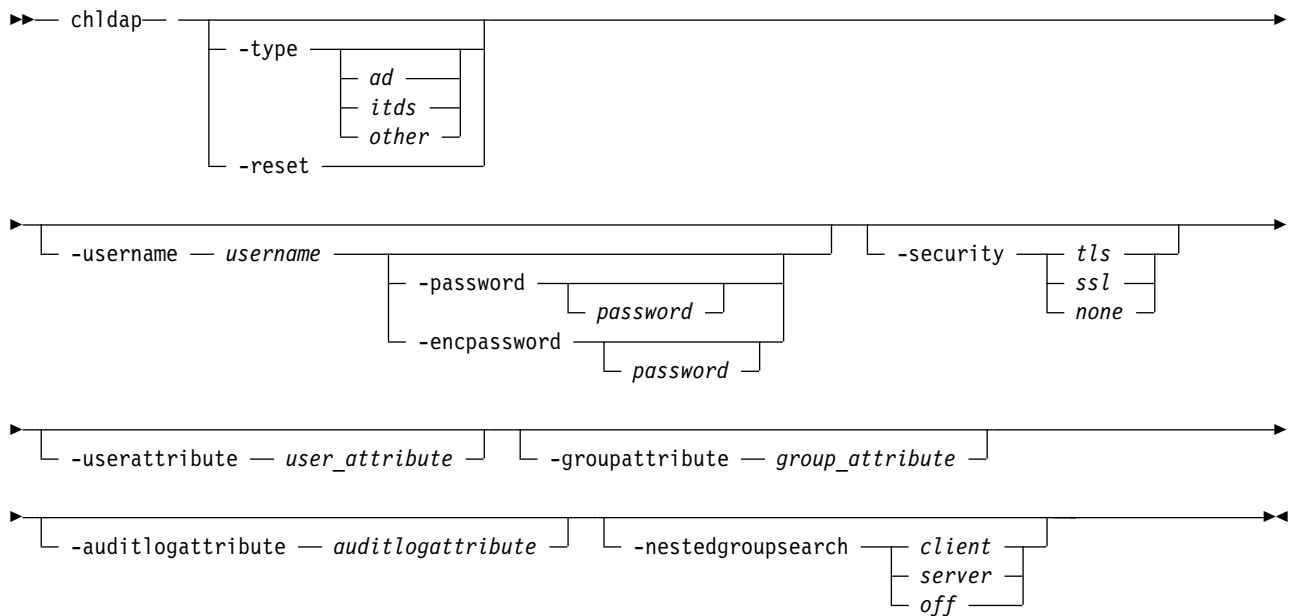 chldap
-type
ad
itds
other
-reset
-username username
-password
password
-encpassword
password
-security tls
ssl
none
-userattribute user_attribute
-groupattribute group_attribute
-auditlogattribute auditlogattribute
-nestedgroupsearch client
server
off